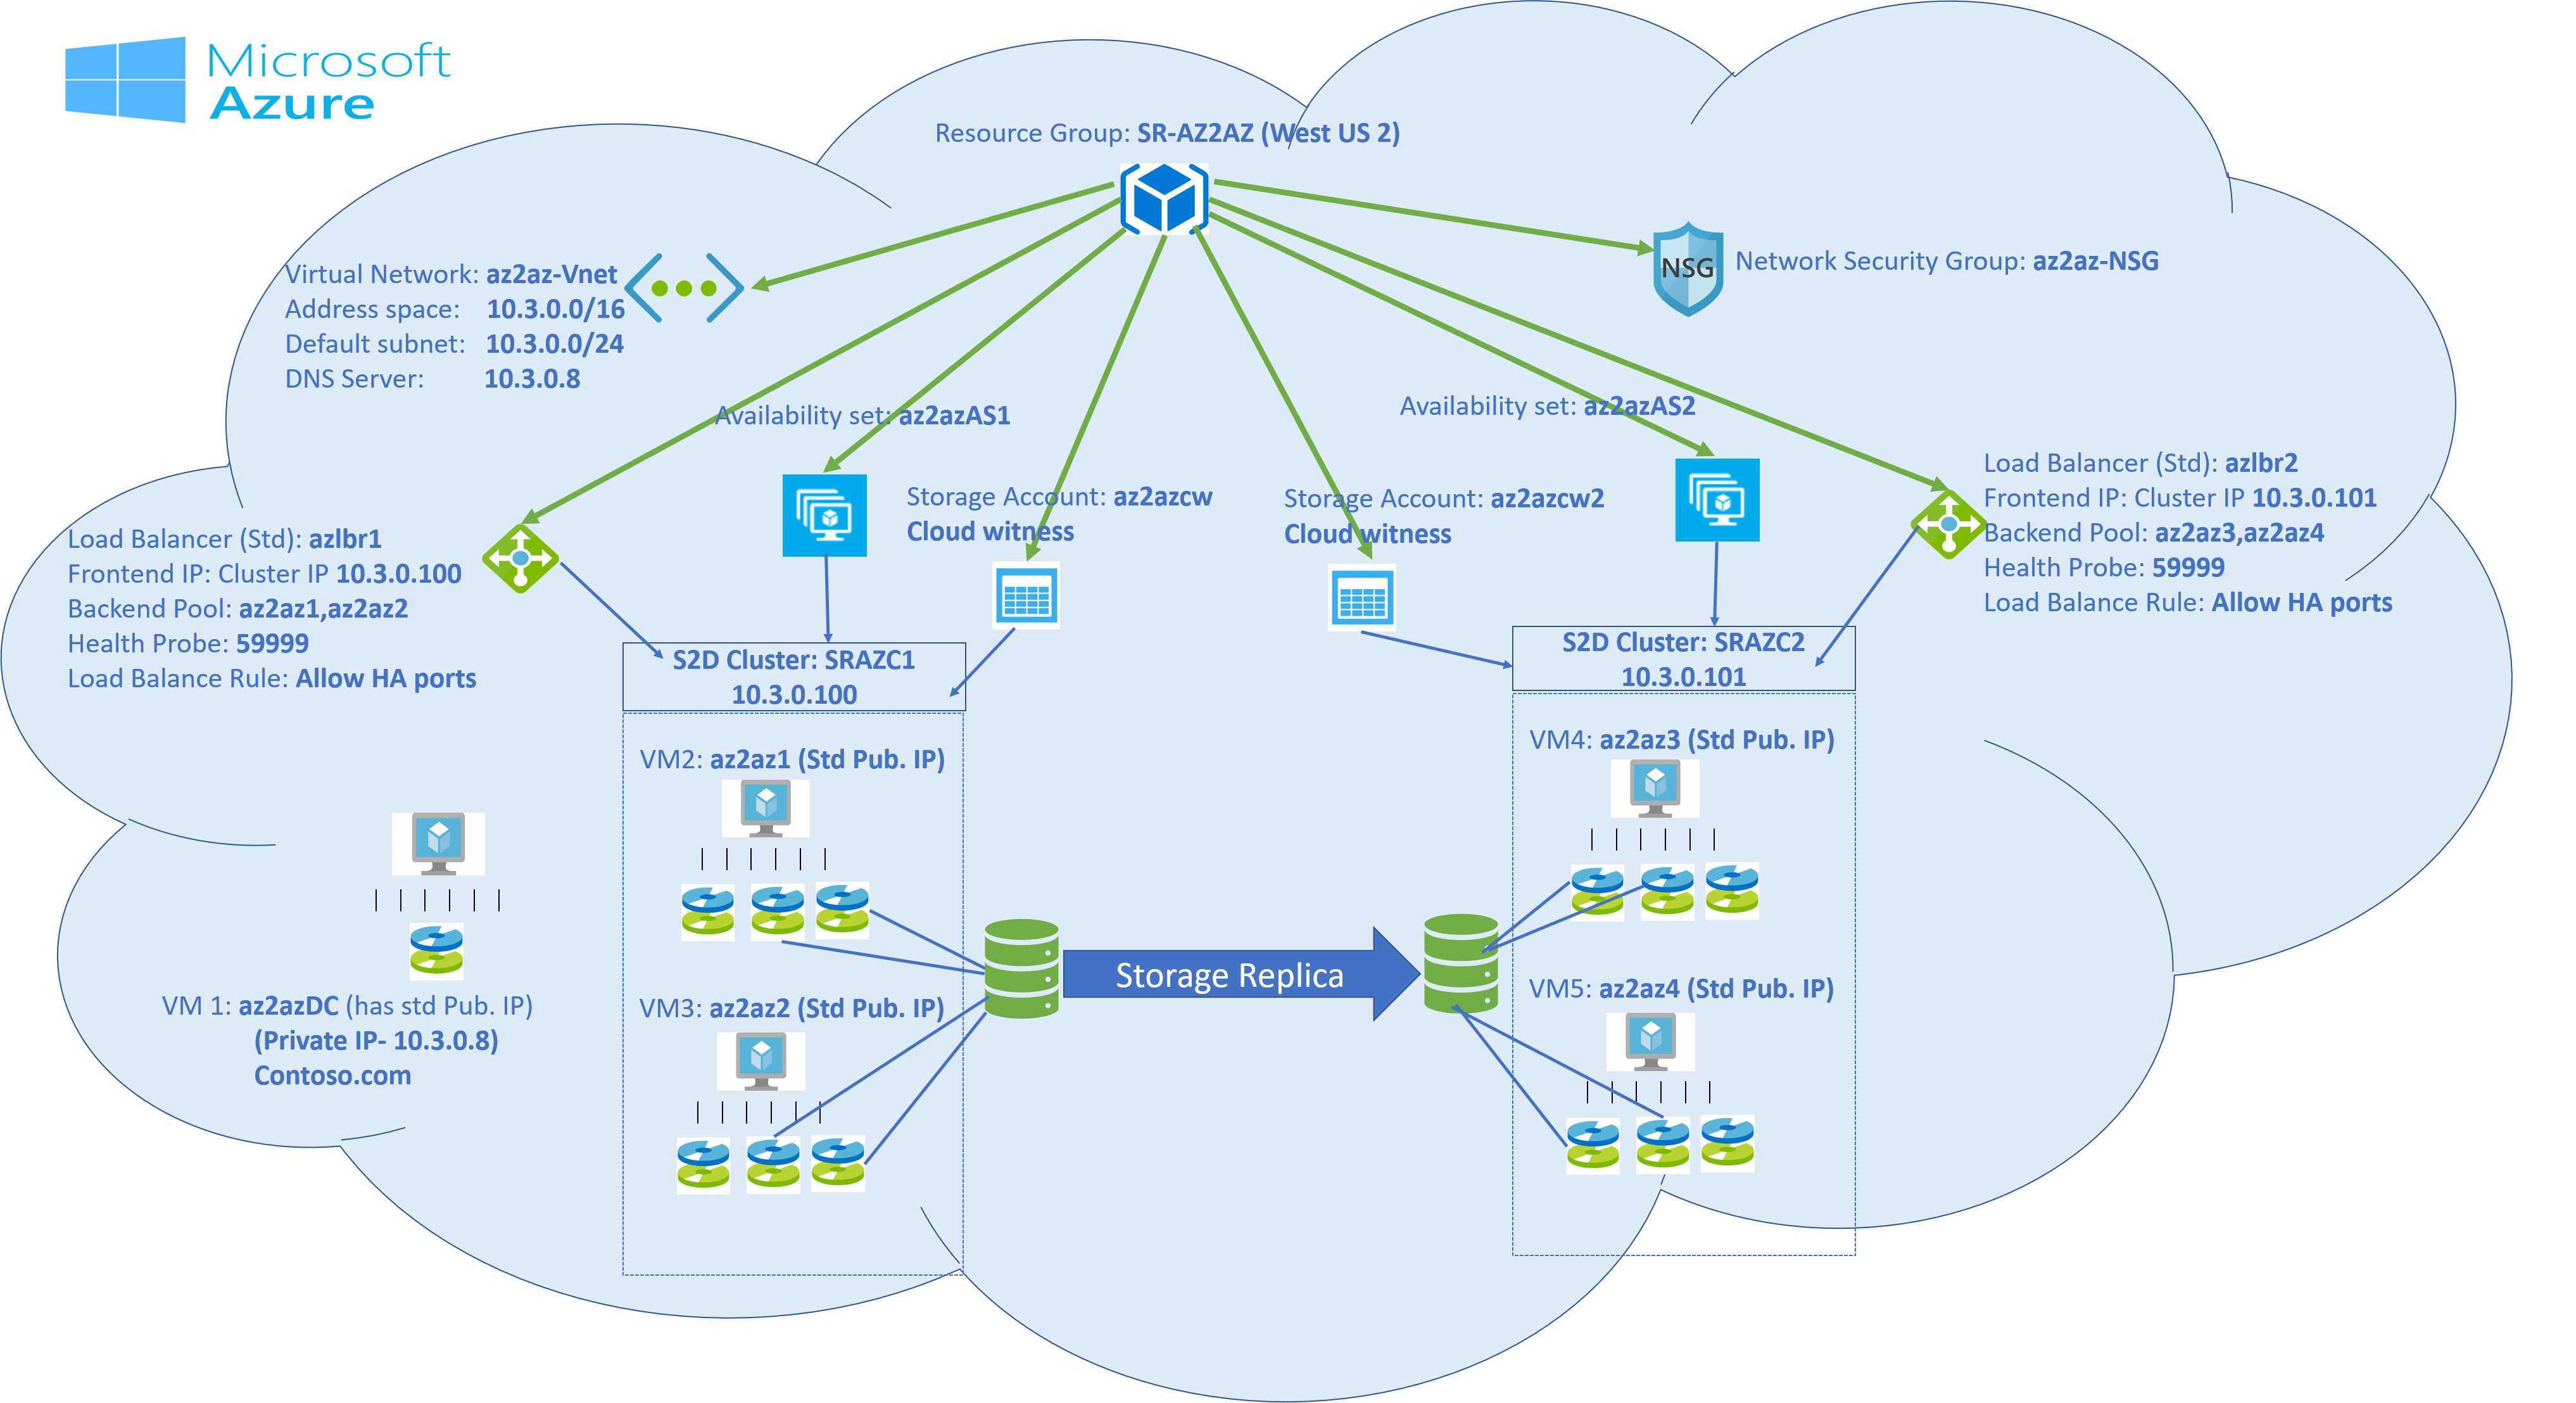 Microsoft
Azure
Resource Group: SR-AZ2AZ (West US 2)
Virtual Network: az2az-Vnet
Address space: 10.3.0.0/16
Default subnet: 10.3.0.0/24
DNS Server: 10.3.0.8
NSG
Network Security Group: az2az-NSG
Availability set: az2azAS1
Availability set: az2azAS2
Load Balancer (Std): azlbr1
Frontend IP: Cluster IP 10.3.0.100
Backend Pool: az2az1,az2az2
Health Probe: 59999
Load Balance Rule: Allow HA ports
Storage Account: az2azcw
Cloud witness
Storage Account: az2azcw2
Cloud witness
Load Balancer (Std): azlbr2
Frontend IP: Cluster IP 10.3.0.101
Backend Pool: az2az3,az2az4
Health Probe: 59999
Load Balance Rule: Allow HA ports
S2D Cluster: SRAZC1
10.3.0.100
S2D Cluster: SRAZC2
10.3.0.101
VM2: az2az1 (Std Pub. IP)
VM4: az2az3 (Std Pub. IP)
Storage Replica
VM 1: az2azDC (has std Pub. IP)
(Private IP- 10.3.0.8)
Contoso.com
VM3: az2az2 (Std Pub. IP)
VM5: az2az4 (Std Pub. IP)